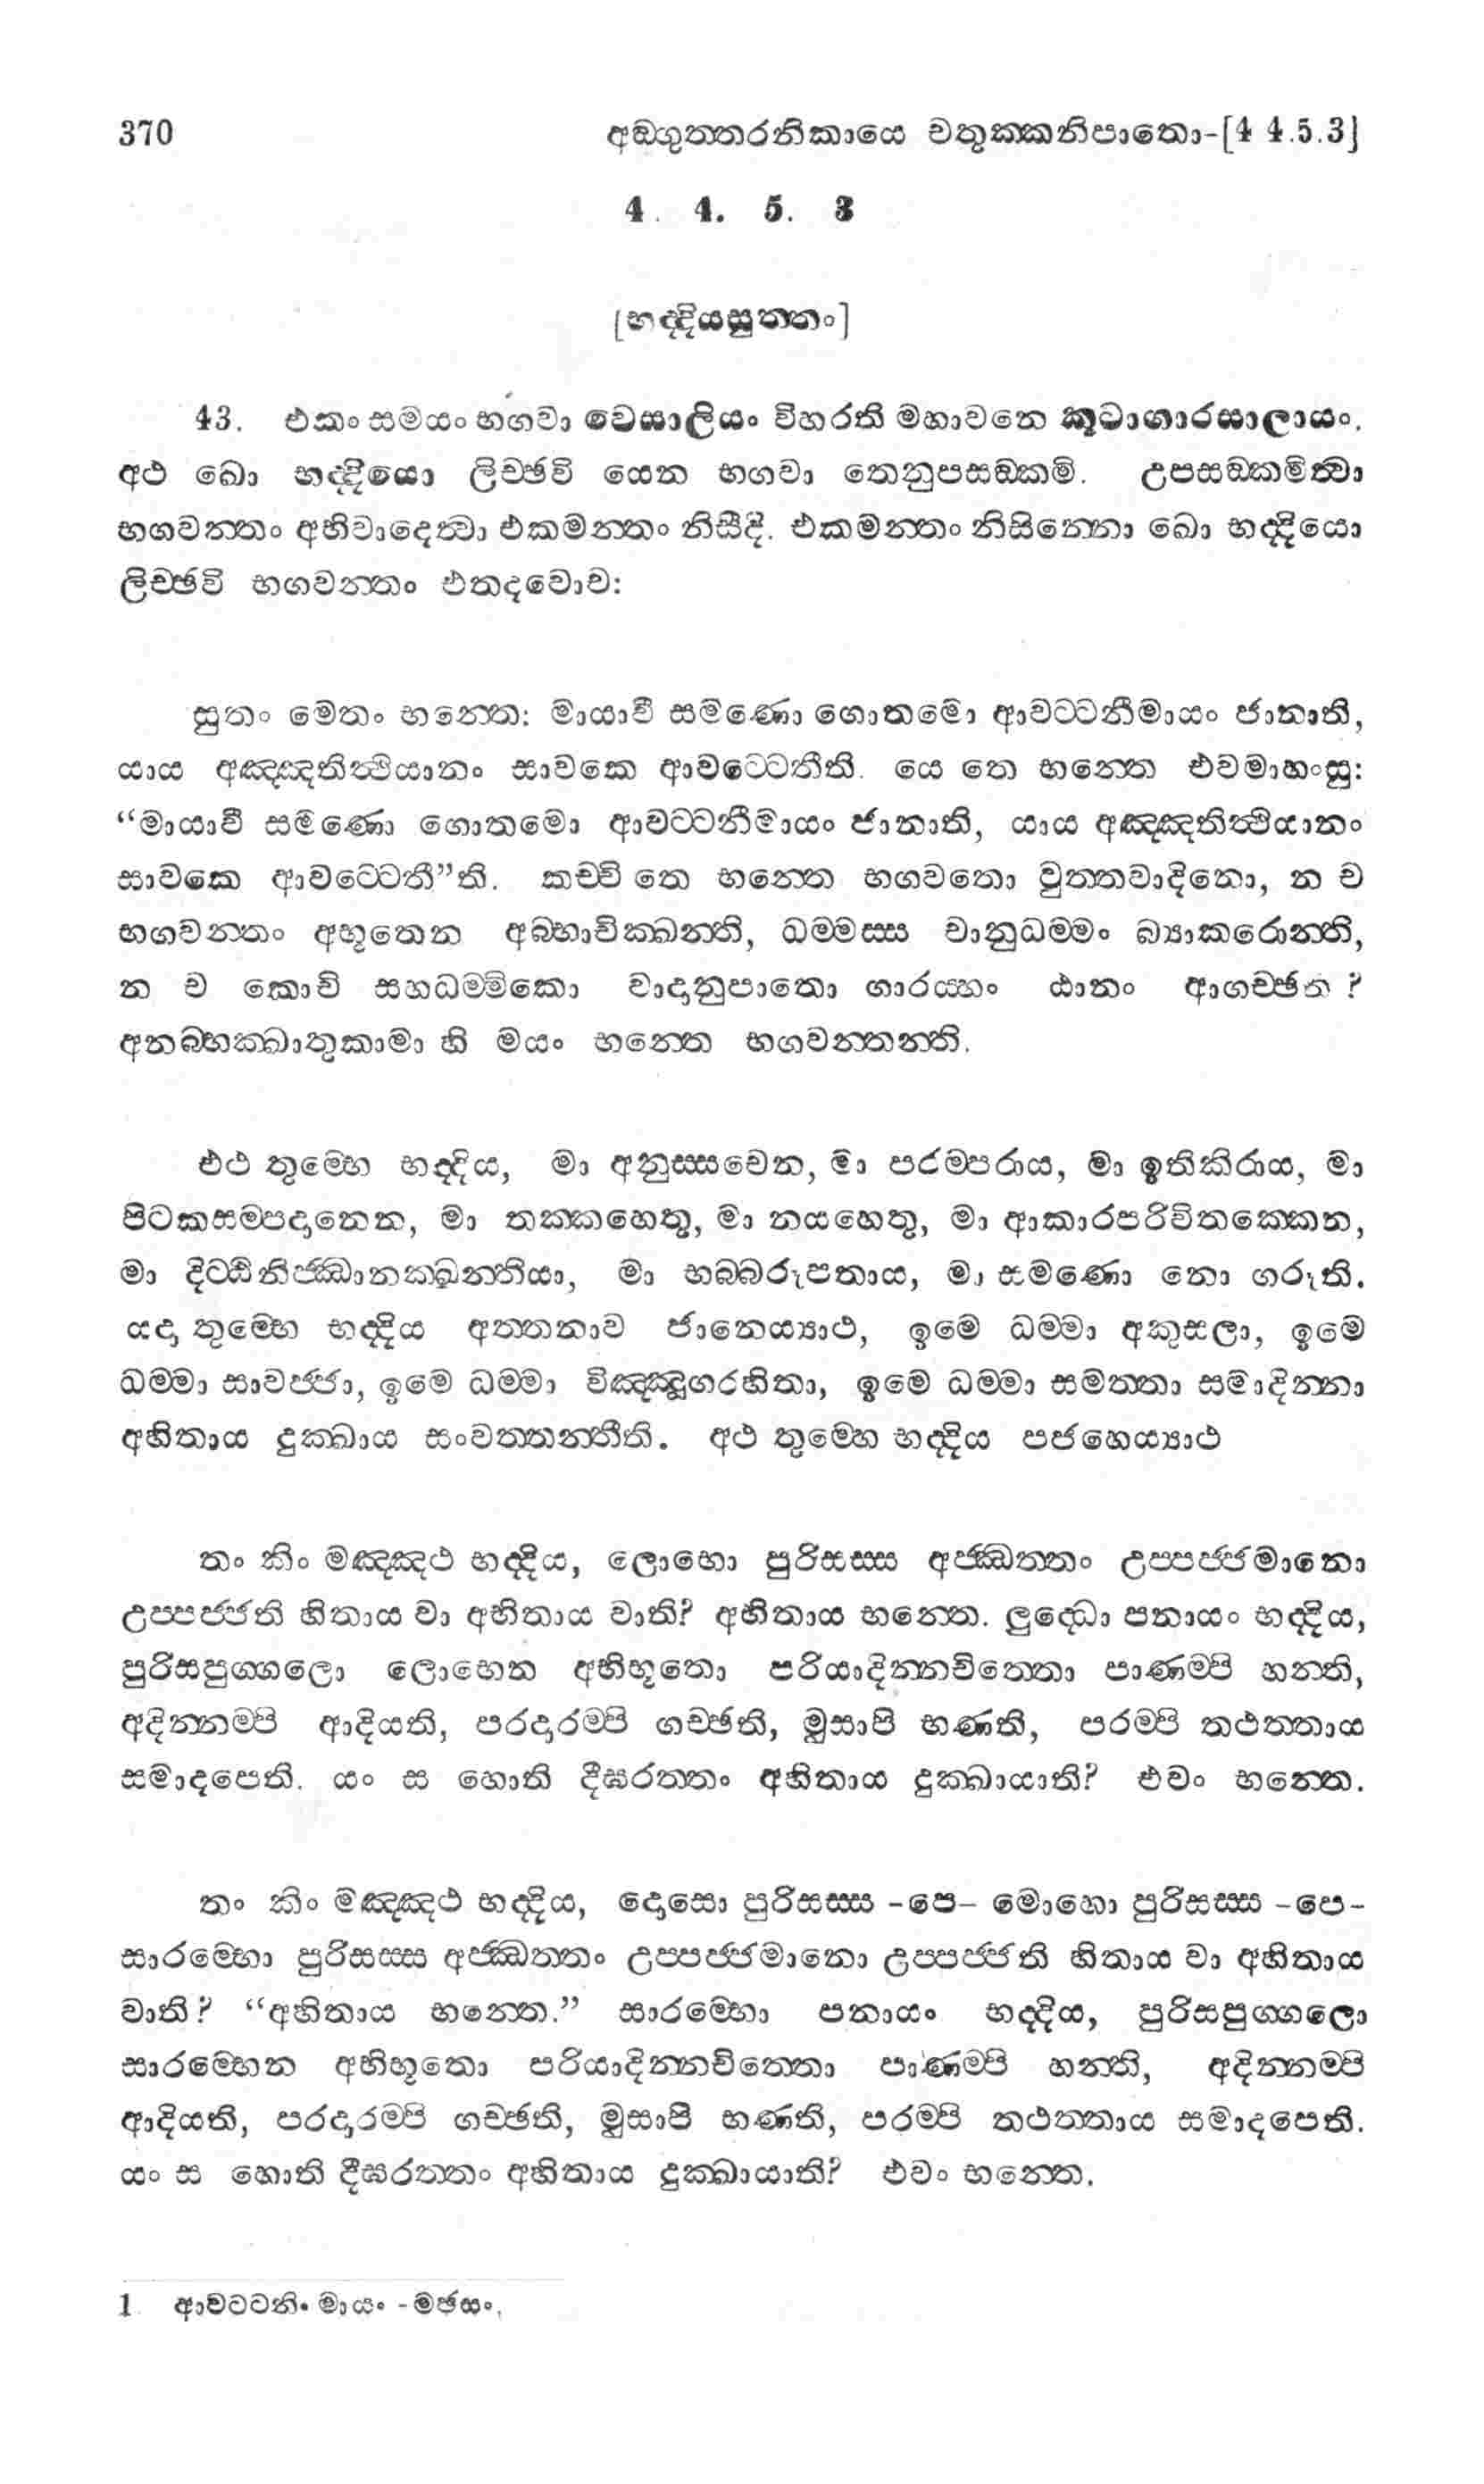 370 අඞ්ගුත්තරනිකායෙ චතුක්කනිපාතො-[4 4.5.3]
4. 4. 5. 3
[භද්දියසුත්තං]
43. එකං සමයං භගවා වෙසාලියං විහරති මහාවනෙ කූටාගාරසාලායං.
අථ ඛො භද්දියො ලිච්ඡවි යෙන භගවා තෙනුපසඞ්කමි. උපසඞ්කමිත්වා
භගවන්තං අභිවාදෙත්වා එකමන්තං නිසීදි. එකමන්තං නිසින්නො ඛො භද්දියො
ලිච්ඡවි භගවන්තං එතදවොච:
සුතං මෙතං භන්තෙ: මායාවී සමණො ගොතමො ආවට්ටනීමායං ජානාති,
යාය අඤ්ඤතිත්ථියානං සාවකෙ ආවට්ටෙතීති. යෙ තෙ භන්තෙ එවමාහංසු:
“මායාවී සමණො ගොතමො ආවට්ටනීමායං ජානාති, යාය අඤ්ඤතිත්ථියානං
සාවකෙ ආවට්ටෙතී”ති. කච්චි තෙ භන්තෙ භගවතො වුත්තවාදිනො, න ච
භගවන්තං අභූතෙන අබ්භාචික්ඛන්ති, ධම්මස්ස චානුධම්මං බ්‍යාකරොන්ති,
න ච කොචි සහධම්මිකො වාදානුපාතො ගාරය්හං ඨානං ආගච්ඡත ?
අනබ්භක්ඛාතුකාමා හි මයං භන්තෙ භගවන්තන්ති.
එථ තුම්හෙ භද්දිය, මා අනුස්සවෙන, මා පරම්පරාය, මා ඉතිකිරාය, මා
පිටකසම්පදානෙන, මා තක්කහෙතු, මා නයහෙතු, මා ආකාරපරිවිතක්කෙන,
මා දිට්ඨිනිජ්ඣානක්ඛන්තියා, මා භබ්බරූපතාය, මා සමණො නො ගරූති.
යදා තුම්හෙ භද්දිය අත්තනාව ජානෙය්‍යාථ, ඉමෙ ධම්මා අකුසලා, ඉමෙ
ධම්මා සාවජ්ජා, ඉමෙ ධම්මා විඤ්ඤුගරහිතා, ඉමෙ ධම්මා සමත්තා සමාදින්නා
අහිතාය දුක්ඛාය සංවත්තන්තීති. අථ තුම්හෙ භද්දිය පජහෙය්‍යාථ
තං කිං මඤ්ඤථ භද්දිය, ලොභො පුරිසස්ස අජ්ඣත්තං උප්පජ්ජමානො
උප්පජ්ජති හිතාය වා අහිතාය වාති? අහිතාය භන්තෙ. ලුද්ධො පනායං භද්දිය,
පුරිසපුග්ගලො ලොභෙන අභිභූතො පරියාදින්නචිත්තො පාණම්පි හන්ති,
අදින්නම්පි ආදියති, පරදාරම්පි ගච්ඡති, මුසාපි භණති, පරම්පි තථත්තාය
සමාදපෙති. යං ස හොති දීඝරත්තං අහිතාය දුක්ඛායාති? එවං භන්තෙ.
තං කිං මඤ්ඤථ භද්දිය, දොසො පුරිසස්ස -පෙ- මොහො පුරිසස්ස -පෙ-
සාරම්භො පුරිසස්ස අජ්ඣත්තං උප්පජ්ජමානො උප්පජ්ජති හිතාය වා අහිතාය
වාති? “අහිතාය භන්තෙ.” සාරම්භො පනායං භද්දිය, පුරිසපුග්ගලො
සාරම්භෙන අභිභූතො පරියාදින්නචිත්තො පාණම්පි හන්ති, අදින්නම්පි
ආදියති, පරදාරම්පි ගච්ඡති, මුසාපි භණති, පරම්පි තථත්තාය සමාදපෙති.
යං ස හොති දීඝරත්තං අහිතාය දුක්ඛායාති? එවං භන්තෙ.
1 ආවට්ටනිං මායං - මඡසං.